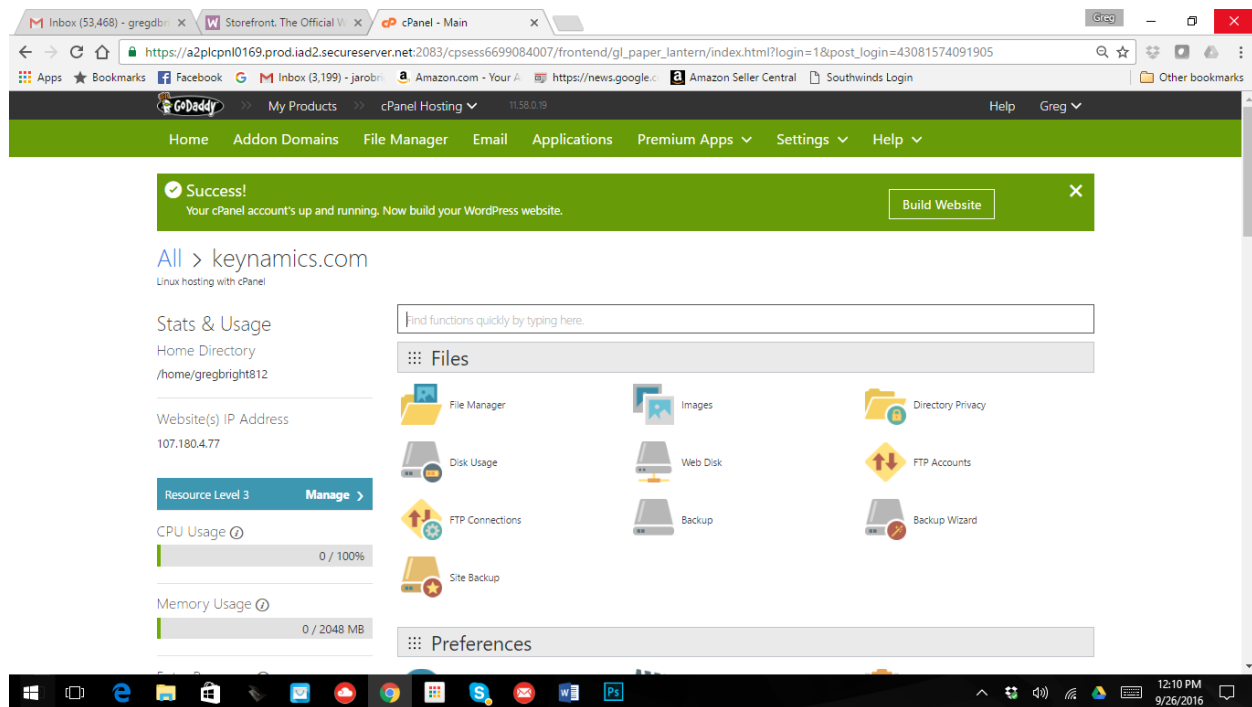 Inbox (53,468) - gregdbri
Storefront. The Official W
cPanel - Main
Greg
https://a2plcpnl0169.prod.iad2.secureserver.net:2083/cpsess6699084007/frontend/gl_paper_lantern/index.html?login=1&post_login=43081574091905
Apps Bookmarks Facebook Inbox (3,199) - jarobri Amazon.com - Your A https://news.google.c Amazon Seller Central Southwinds Login Other bookmarks
GoDaddy >> My Products >> cPanel Hosting 11.58.0.19 Help Greg
Home Addon Domains File Manager Email Applications Premium Apps Settings Help
Success!
Your cPanel account's up and running. Now build your WordPress website.
Build Website
All > keynamics.com
Linux hosting with cPanel
Stats & Usage
Home Directory
/home/gregbright812
Website(s) IP Address
107.180.4.77
Resource Level 3 Manage >
CPU Usage
0 / 100%
Memory Usage
0 / 2048 MB
Find functions quickly by typing here.
Files
File Manager Images Directory Privacy
Disk Usage Web Disk FTP Accounts
FTP Connections Backup Backup Wizard
Site Backup
Preferences
12:10 PM
9/26/2016